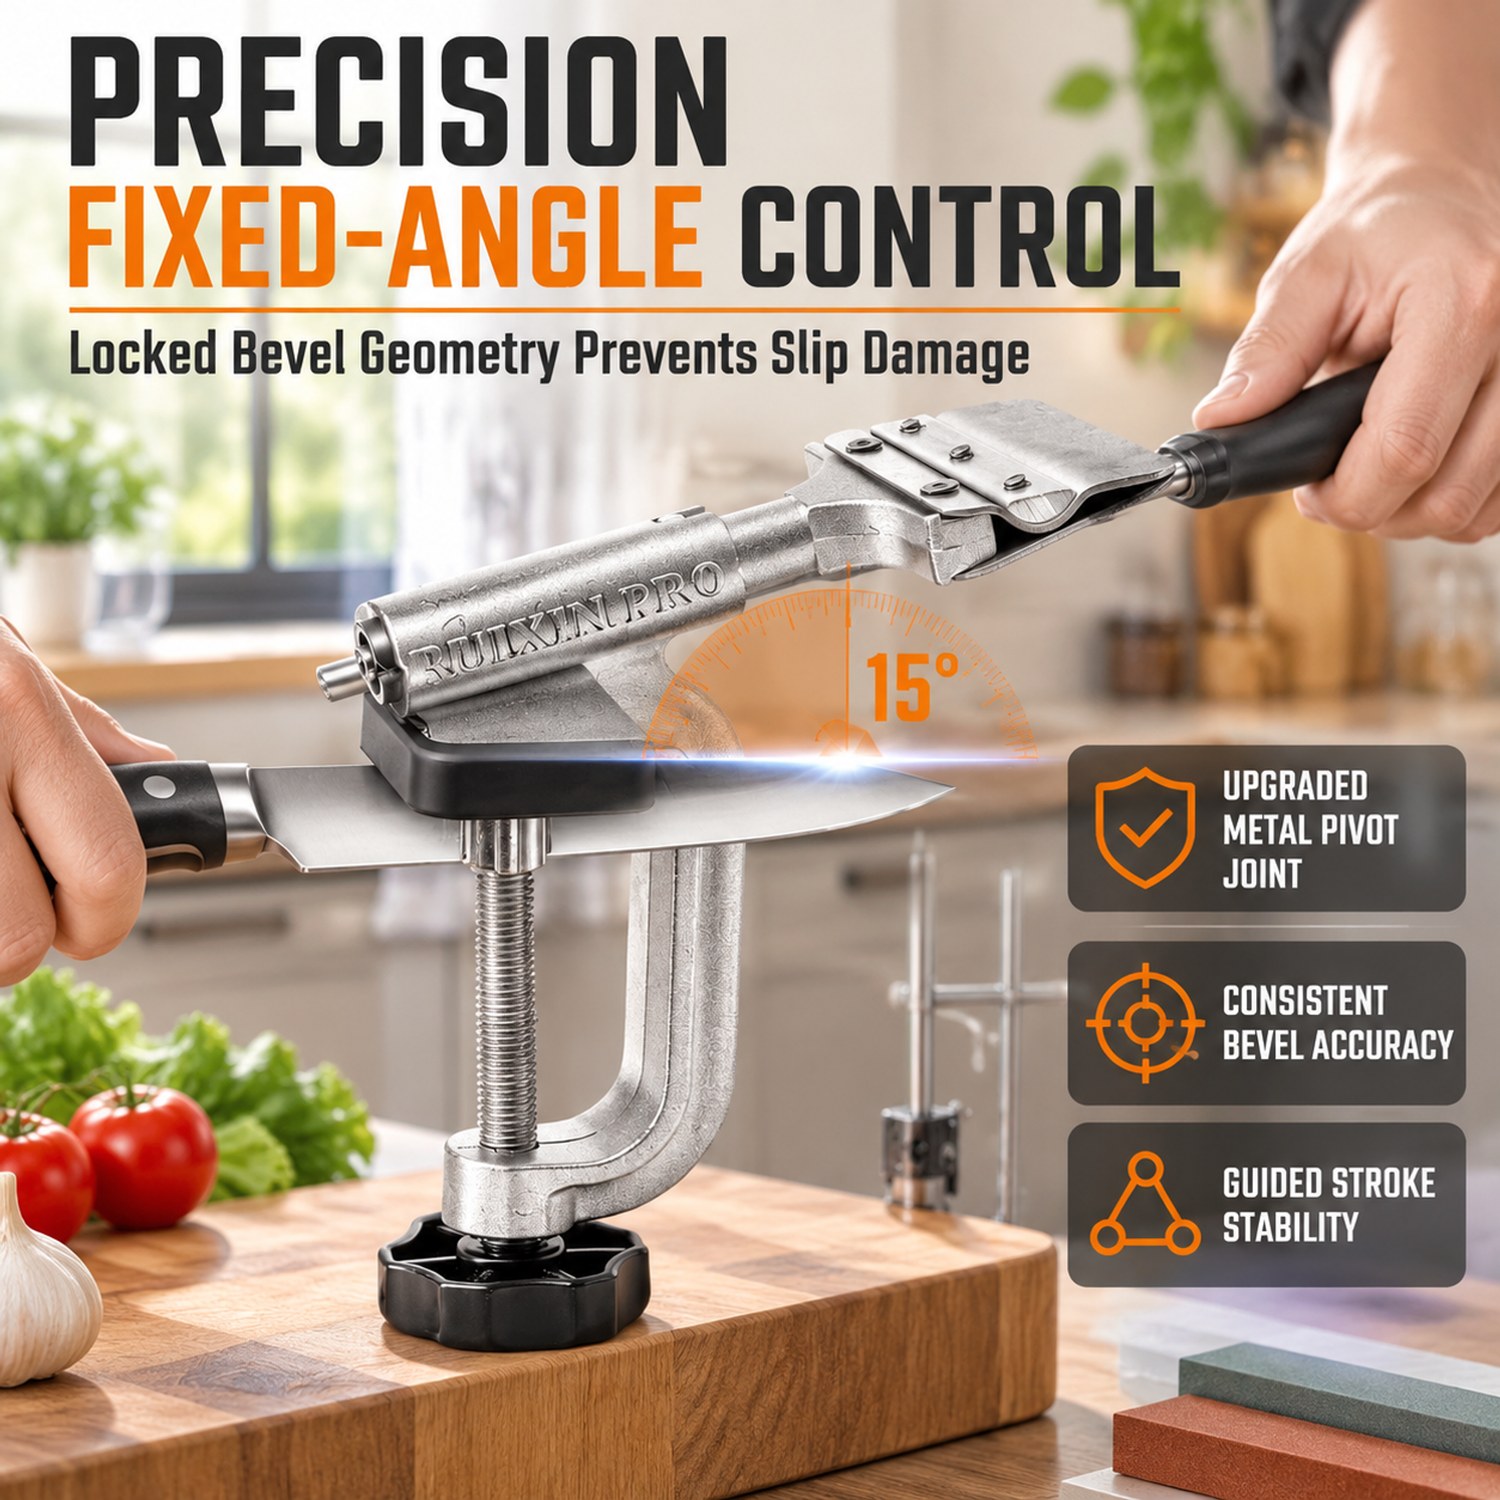 PRECISION
FIXED-ANGLE CONTROL
Locked Bevel Geometry Prevents Slip Damage
RUIXIN PRO
15°
UPGRADED
METAL PIVOT
JOINT
CONSISTENT
BEVEL ACCURACY
GUIDED STROKE
STABILITY